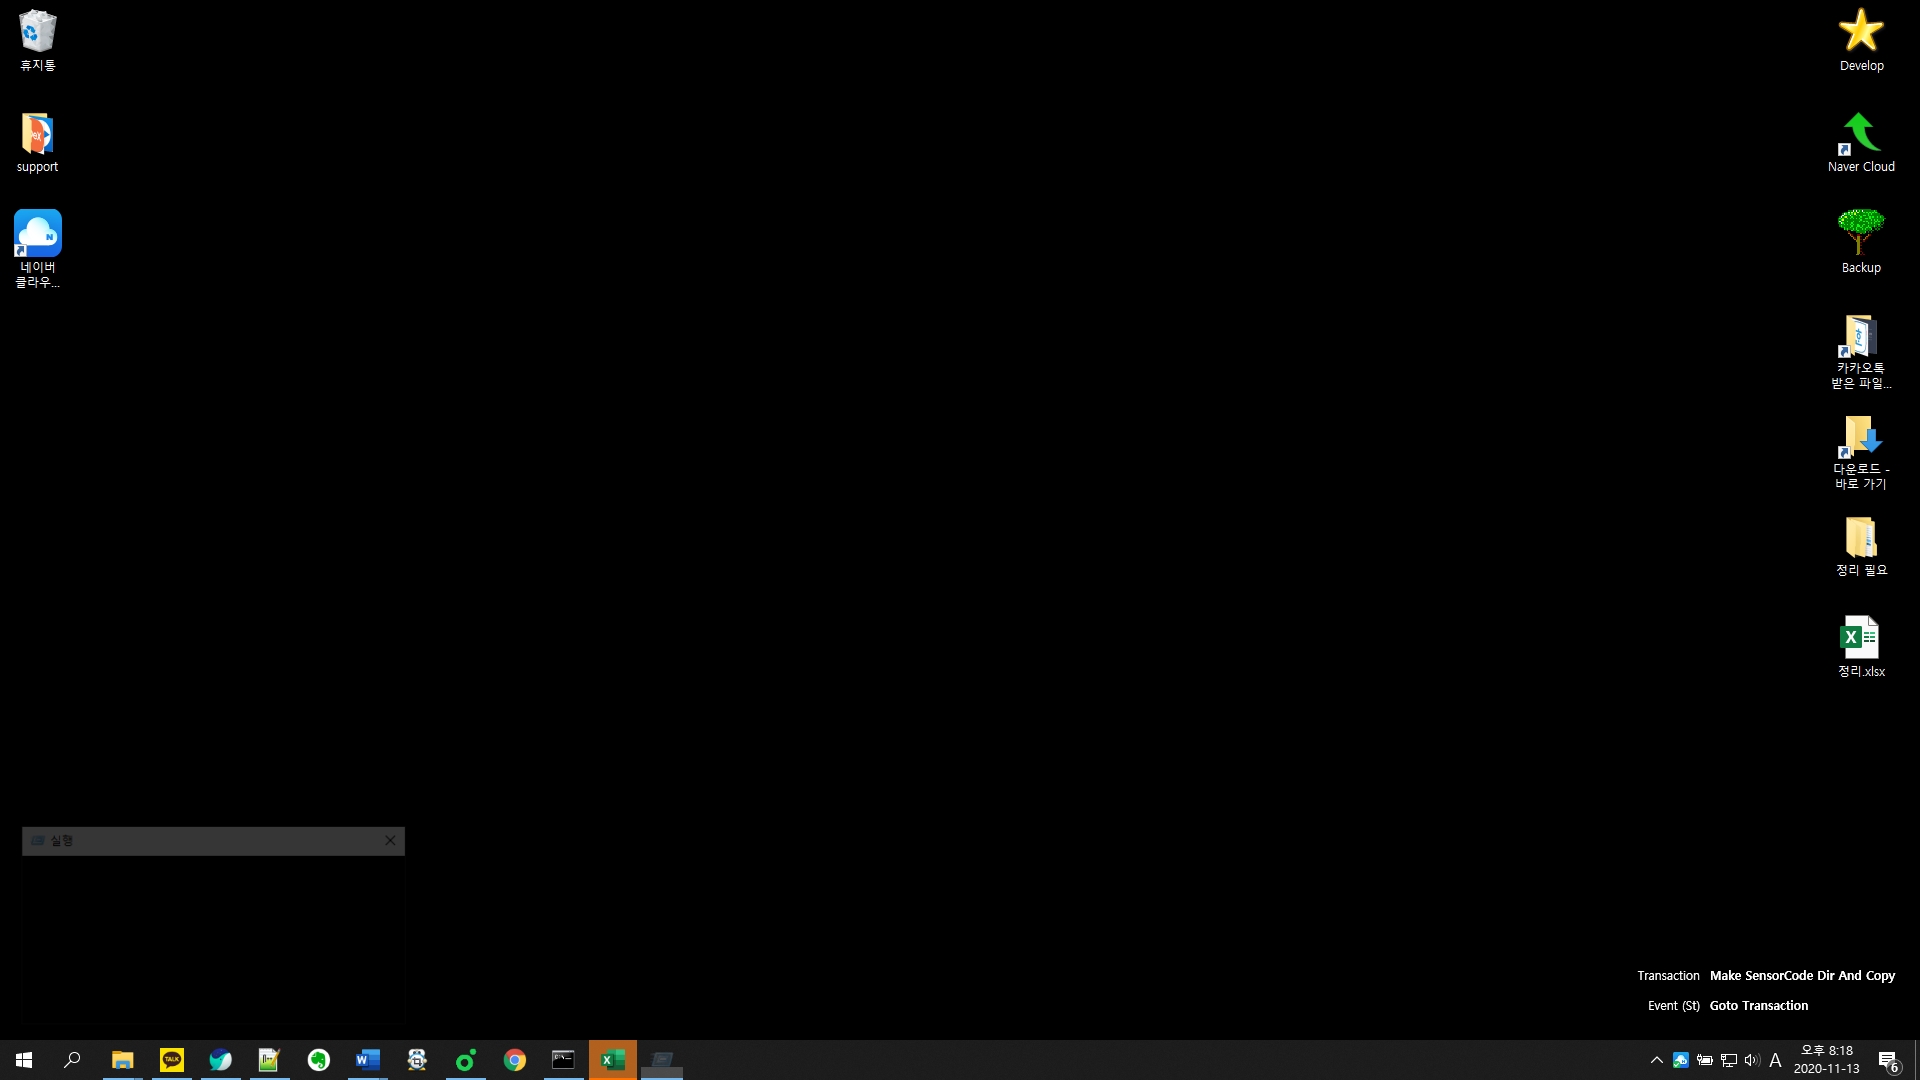 휴지통
support
네이버
클라우...
Develop
Naver Cloud
Backup
카카오톡
받은 파일...
다운로드 -
바로 가기
정리 필요
정리.xlsx
실행
Transaction Make SensorCode Dir And Copy
Event (St) Goto Transaction
TALK
A
오후 8:18
2020-11-13
6